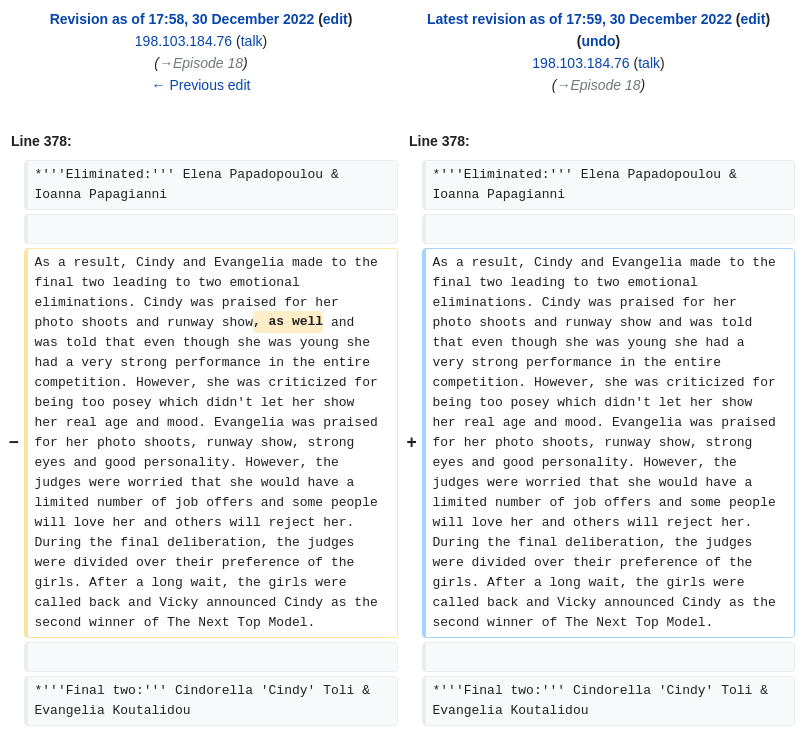 Revision as of 17:58, 30 December 2022 (edit)
198.103.184.76 (talk)
(→Episode 18)
← Previous edit
Latest revision as of 17:59, 30 December 2022 (edit)
(undo)
198.103.184.76 (talk)
(→Episode 18)
Line 378:
*'''Eliminated:''' Elena Papadopoulou &
Ioanna Papagianni
− As a result, Cindy and Evangelia made to the
final two leading to two emotional
eliminations. Cindy was praised for her
photo shoots and runway show, as well and
was told that even though she was young she
had a very strong performance in the entire
competition. However, she was criticized for
being too posey which didn't let her show
her real age and mood. Evangelia was praised
for her photo shoots, runway show, strong
eyes and good personality. However, the
judges were worried that she would have a
limited number of job offers and some people
will love her and others will reject her.
During the final deliberation, the judges
were divided over their preference of the
girls. After a long wait, the girls were
called back and Vicky announced Cindy as the
second winner of The Next Top Model.
*'''Final two:''' Cindorella 'Cindy' Toli &
Evangelia Koutalidou
Line 378:
*'''Eliminated:''' Elena Papadopoulou &
Ioanna Papagianni
+ As a result, Cindy and Evangelia made to the
final two leading to two emotional
eliminations. Cindy was praised for her
photo shoots and runway show and was told
that even though she was young she had a
very strong performance in the entire
competition. However, she was criticized for
being too posey which didn't let her show
her real age and mood. Evangelia was praised
for her photo shoots, runway show, strong
eyes and good personality. However, the
judges were worried that she would have a
limited number of job offers and some people
will love her and others will reject her.
During the final deliberation, the judges
were divided over their preference of the
girls. After a long wait, the girls were
called back and Vicky announced Cindy as the
second winner of The Next Top Model.
*'''Final two:''' Cindorella 'Cindy' Toli &
Evangelia Koutalidou